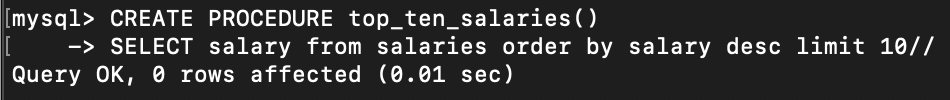 [mysql> CREATE PROCEDURE top_ten_salaries()
[    -> SELECT salary from salaries order by salary desc limit 10//
Query OK, 0 rows affected (0.01 sec)